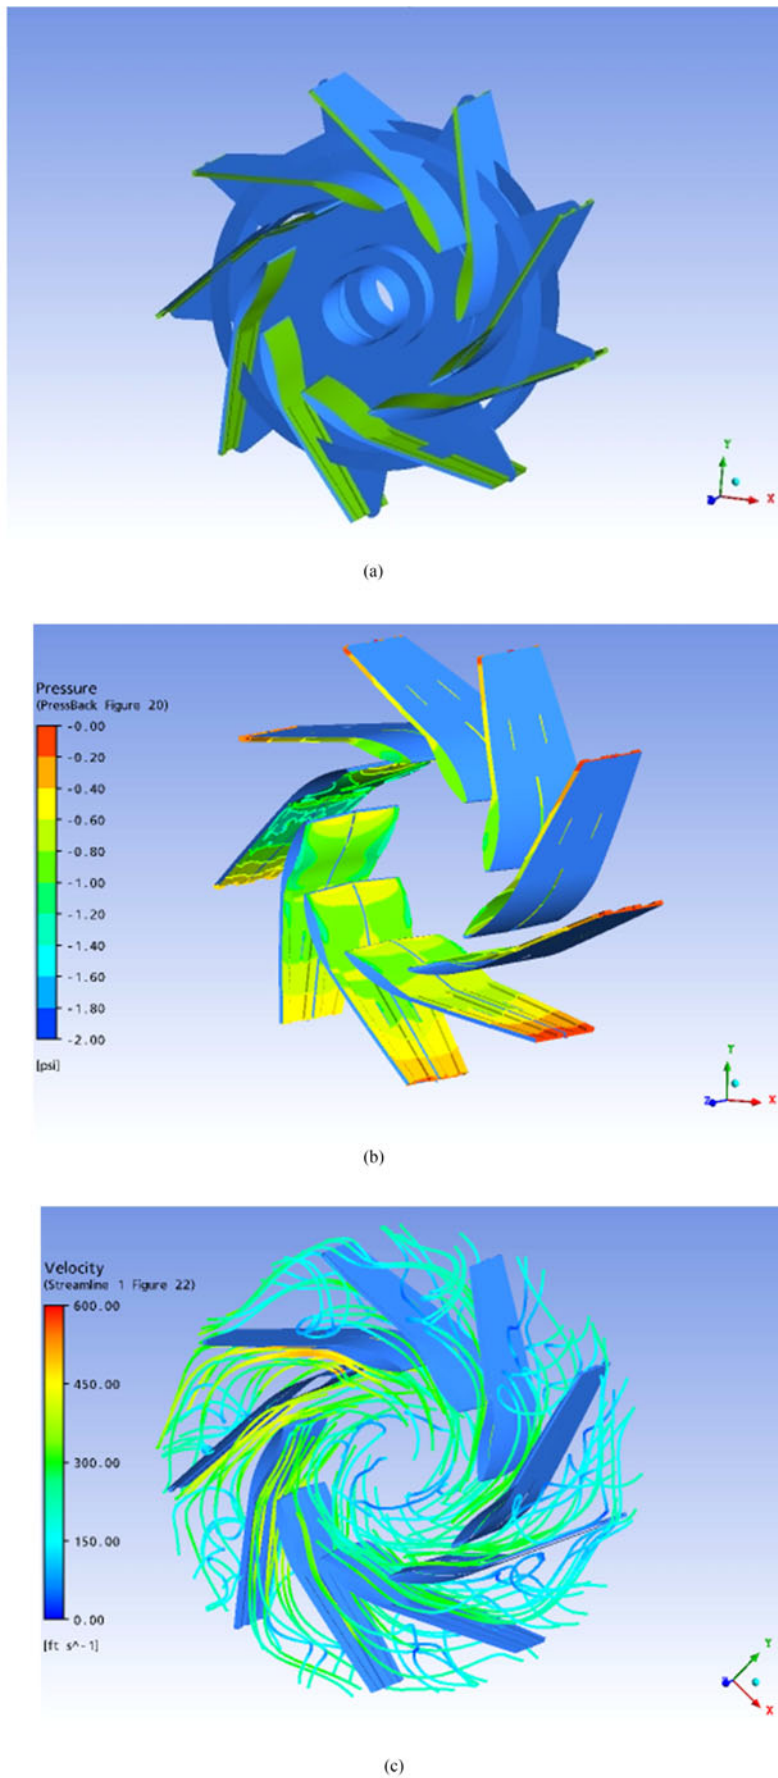 Y
Z
X
(a)
Pressure
(PressBack Figure 20)
-0.00
-0.20
-0.40
-0.60
-0.80
-1.00
-1.20
-1.40
-1.60
-1.80
-2.00
[psi]
Y
Z
X
(b)
Velocity
(Streamline 1 Figure 22)
600.00
450.00
300.00
150.00
0.00
[ft s^-1]
Y
X
(c)